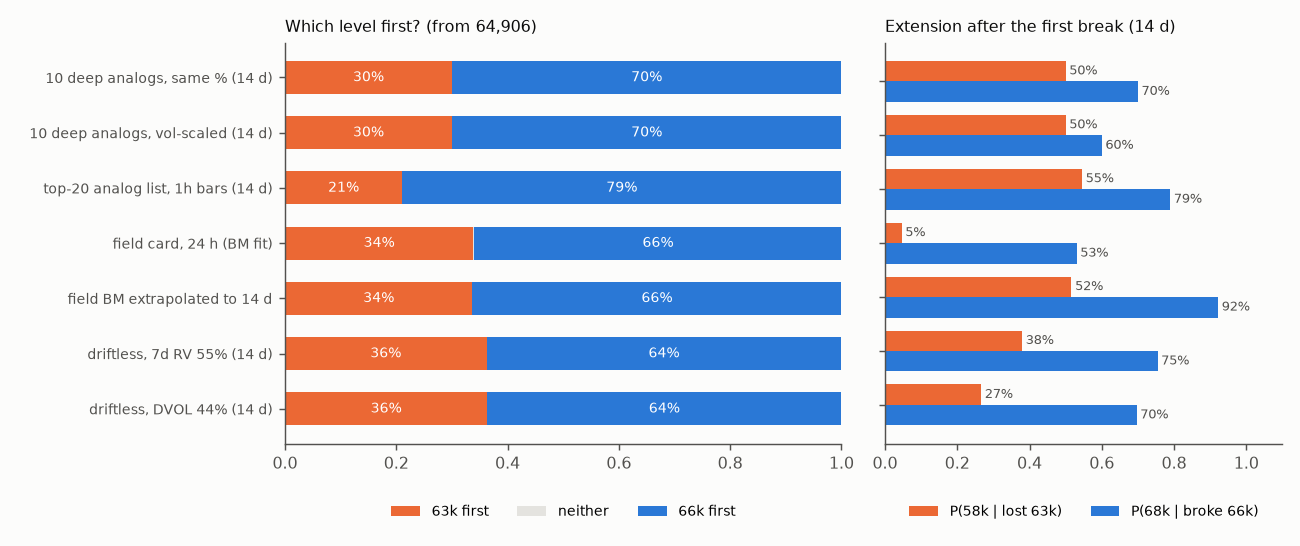 Which level first? (from 64,906)
Extension after the first break (14 d)
10 deep analogs, same % (14 d)
30%
70%
50%
70%
10 deep analogs, vol-scaled (14 d)
30%
70%
50%
60%
top-20 analog list, 1h bars (14 d)
21%
79%
55%
79%
field card, 24 h (BM fit)
34%
66%
5%
53%
field BM extrapolated to 14 d
34%
66%
52%
92%
driftless, 7d RV 55% (14 d)
36%
64%
38%
75%
driftless, DVOL 44% (14 d)
36%
64%
27%
70%
0.0 0.2 0.4 0.6 0.8 1.0
0.0 0.2 0.4 0.6 0.8 1.0
63k first neither 66k first
P(58k | lost 63k) P(68k | broke 66k)